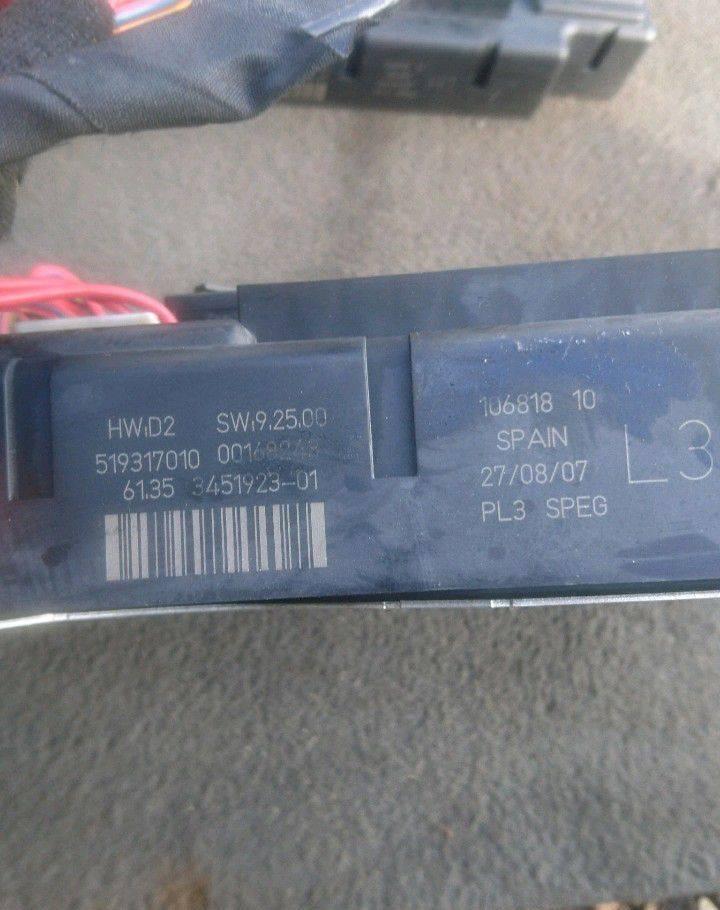 HW:D2 SW:9.25.00
519317010
61.35 3451923-01
106818 10
SPAIN
27/08/07
PL3 SPEG
L3